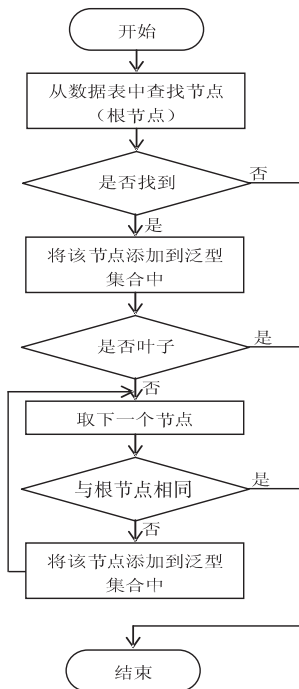 开始
从数据表中查找节点
（根节点）
是否找到
否
是
将该节点添加到泛型
集合中
是否叶子
是
否
取下一个节点
与根节点相同
是
否
将该节点添加到泛型
集合中
结束